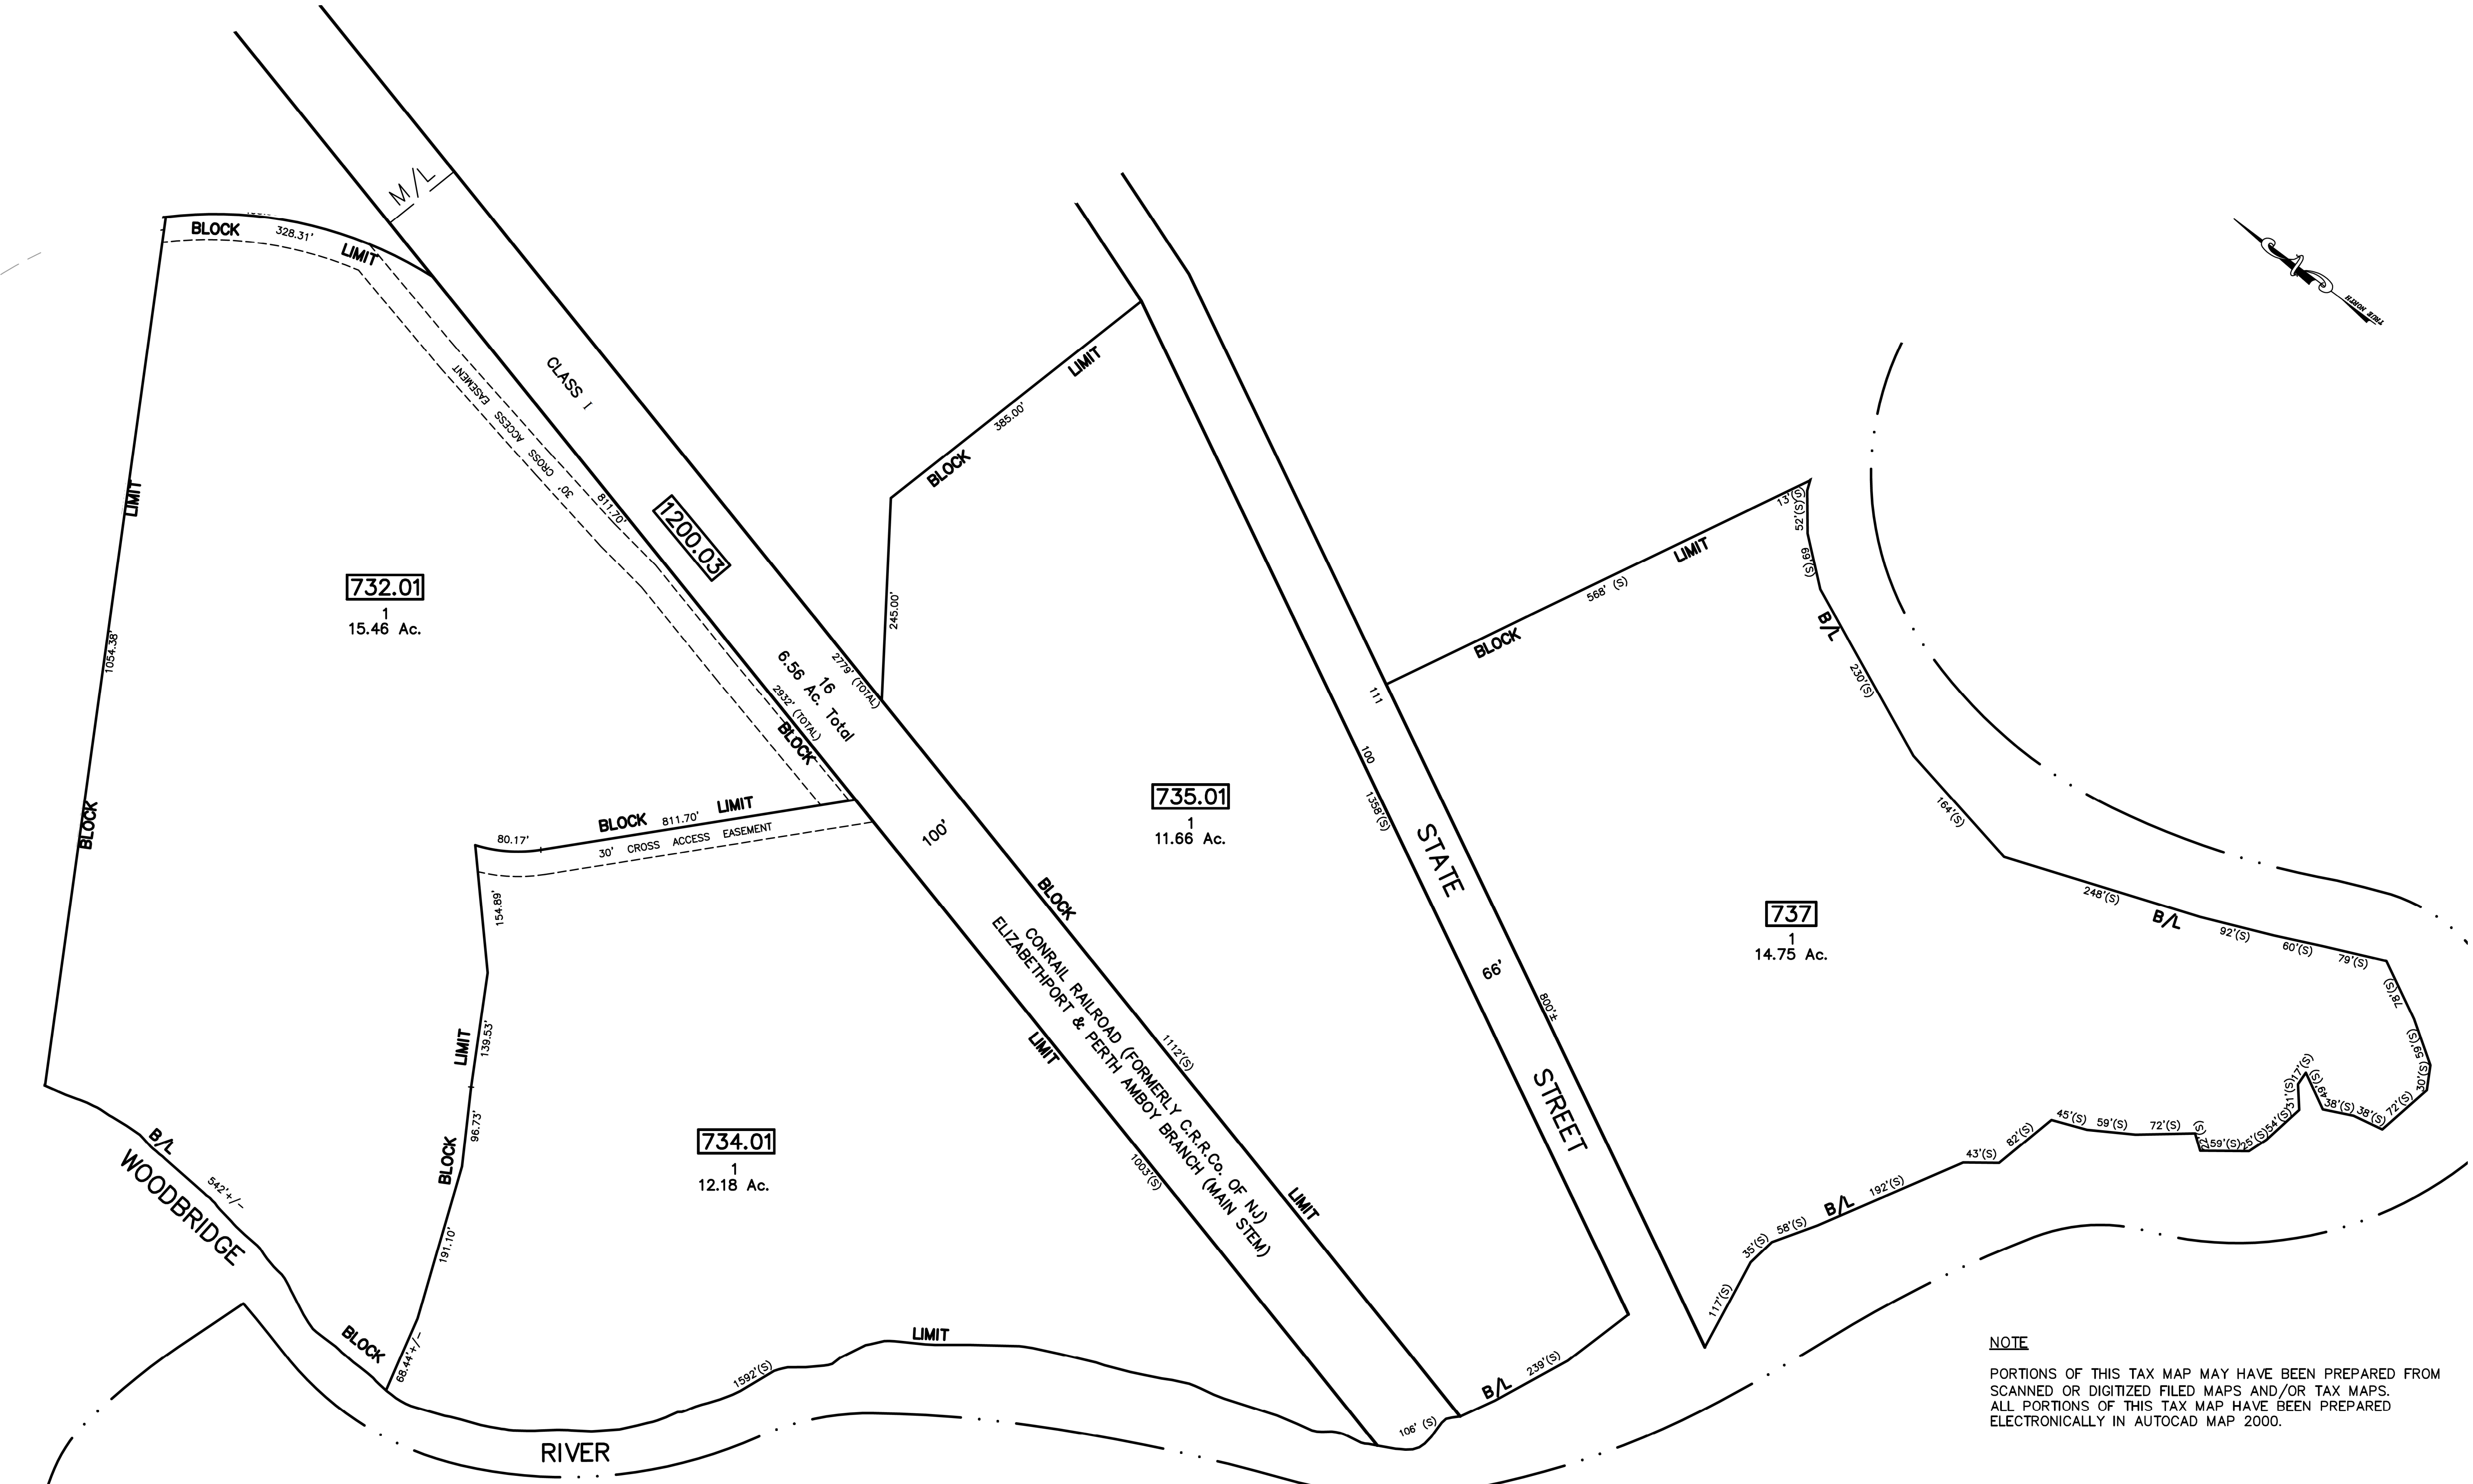 M/L
BLOCK
328.31'
LIMIT
CLASS I
30' CROSS ACCESS EASEMENT
811.70'
1200.03
LIMIT
1054.38'
BLOCK
732.01
1
15.46 Ac.
16
6.56 Ac. Total
2779' (TOTAL)
2932' (TOTAL)
BLOCK
LIMIT
385.00'
BLOCK
245.00'
80.17'
BLOCK 811.70' LIMIT
30' CROSS ACCESS EASEMENT
154.89'
LIMIT
139.53'
96.73'
BLOCK
191.10'
68.44'+/-
100'
BLOCK
735.01
1
11.66 Ac.
111
100
1358'(S)
STATE
66'
800'±
STREET
CONRAIL RAILROAD (FORMERLY C.R.R.Co. OF NJ)
ELIZABETHPORT & PERTH AMBOY BRANCH (MAIN STEM)
LIMIT
1112'(S)
1003'(S)
LIMIT
734.01
1
12.18 Ac.
B/L
542'+/-
WOODBRIDGE
BLOCK
1592'(S)
LIMIT
RIVER
106' (S)
B/L
239'(S)
BLOCK
568' (S)
LIMIT
13'(S)
52'(S)
69'(S)
B/L
230'(S)
164'(S)
248'(S)
B/L
92'(S)
60'(S)
79'(S)
78'(S)
59'(S)
30'(S)
72'(S)
38'(S)
38'(S)
49'(S)
17'(S)
31'(S)
54'(S)
25'(S)
59'(S)
22'(S)
72'(S)
59'(S)
45'(S)
82'(S)
43'(S)
192'(S)
B/L
58'(S)
35'(S)
117'(S)
737
1
14.75 Ac.
TRUE NORTH
NOTE
PORTIONS OF THIS TAX MAP MAY HAVE BEEN PREPARED FROM
SCANNED OR DIGITIZED FILED MAPS AND/OR TAX MAPS.
ALL PORTIONS OF THIS TAX MAP HAVE BEEN PREPARED
ELECTRONICALLY IN AUTOCAD MAP 2000.